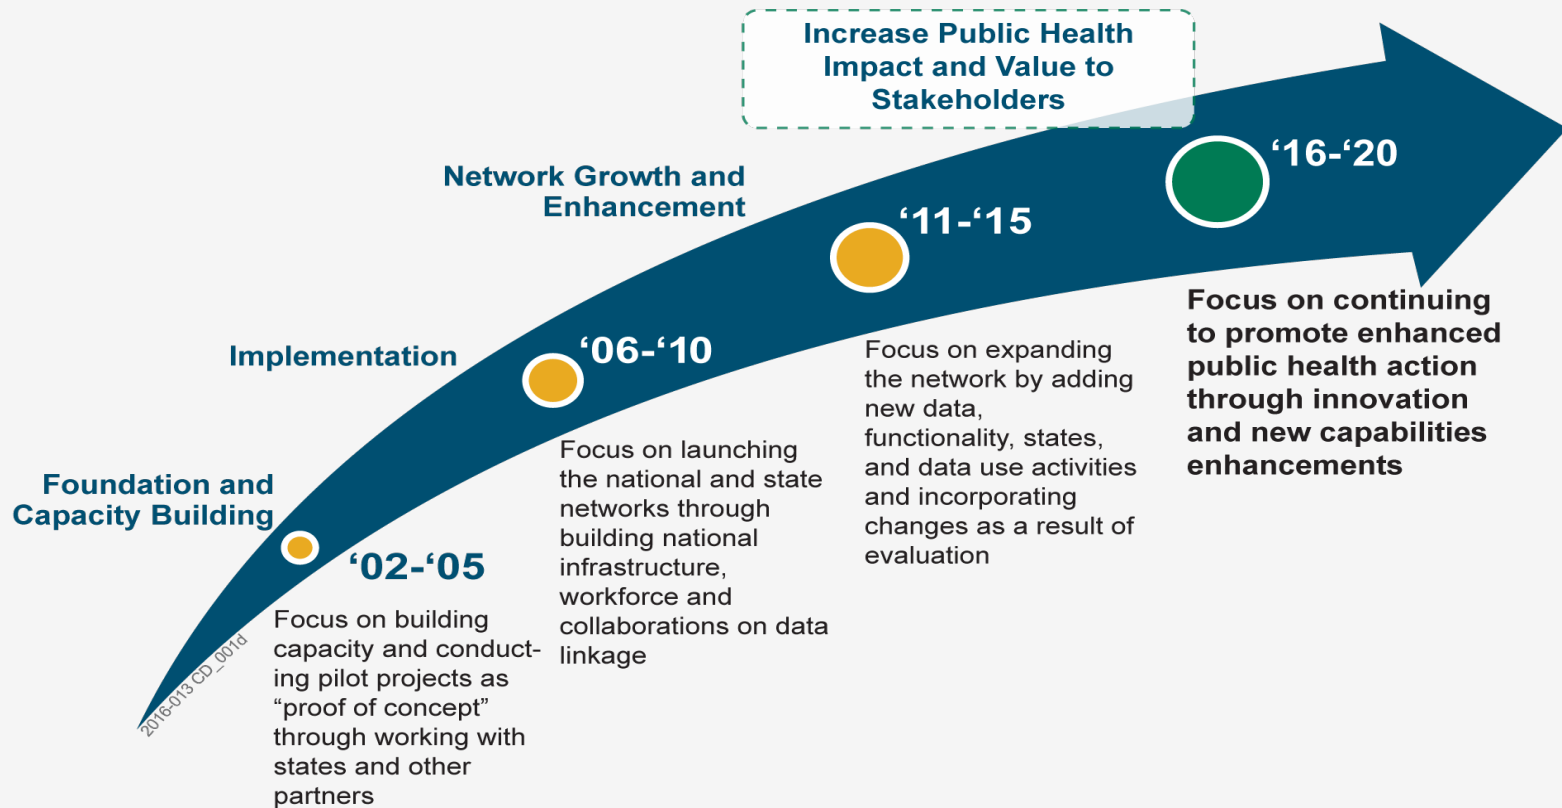 Increase Public Health
Impact and Value to
Stakeholders
‘16-‘20
Focus on continuing
to promote enhanced
public health action
through innovation
and new capabilities
enhancements
Network Growth and
Enhancement
‘11-‘15
Focus on expanding
the network by adding
new data,
functionality, states,
and data use activities
and incorporating
changes as a result of
evaluation
Implementation
‘06-‘10
Focus on launching
the national and state
networks through
building national
infrastructure,
workforce and
collaborations on data
linkage
Foundation and
Capacity Building
‘02-‘05
Focus on building
capacity and conduct-
ing pilot projects as
“proof of concept”
through working with
states and other
partners
2016-013 CD_001d